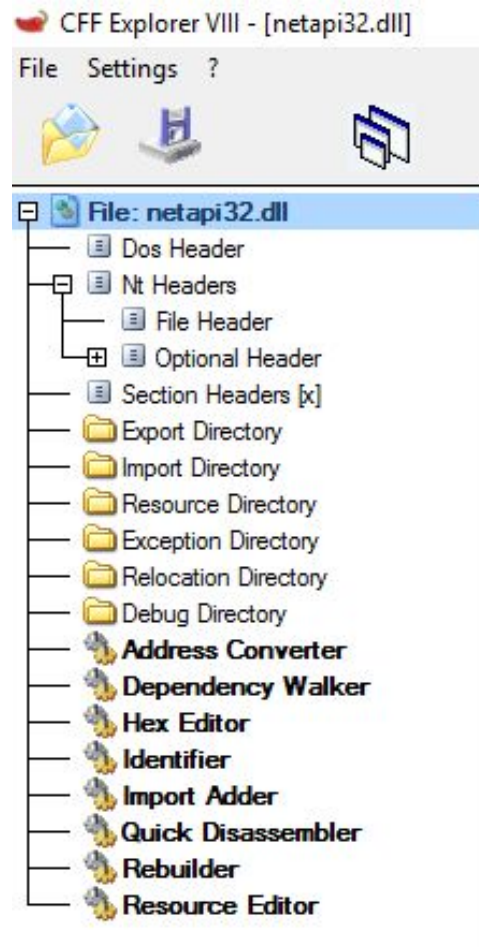 CFF Explorer VIII - [netapi32.dll]
File Settings ?
File: netapi32.dll
Dos Header
Nt Headers
File Header
Optional Header
Section Headers [x]
Export Directory
Import Directory
Resource Directory
Exception Directory
Relocation Directory
Debug Directory
Address Converter
Dependency Walker
Hex Editor
Identifier
Import Adder
Quick Disassembler
Rebuilder
Resource Editor